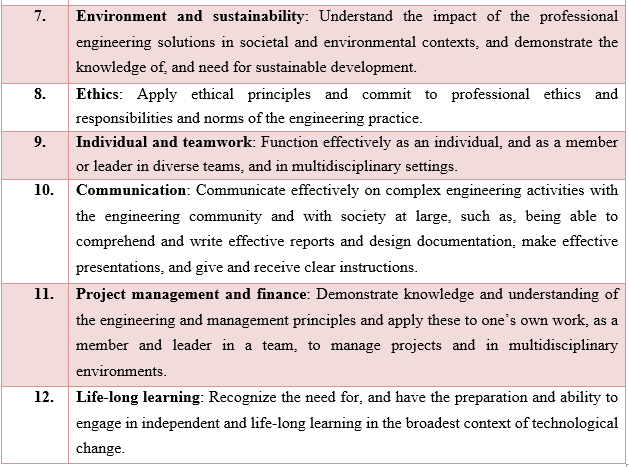 7. Environment and sustainability: Understand the impact of the professional
engineering solutions in societal and environmental contexts, and demonstrate the
knowledge of, and need for sustainable development.
8. Ethics: Apply ethical principles and commit to professional ethics and
responsibilities and norms of the engineering practice.
9. Individual and teamwork: Function effectively as an individual, and as a member
or leader in diverse teams, and in multidisciplinary settings.
10. Communication: Communicate effectively on complex engineering activities with
the engineering community and with society at large, such as, being able to
comprehend and write effective reports and design documentation, make effective
presentations, and give and receive clear instructions.
11. Project management and finance: Demonstrate knowledge and understanding of
the engineering and management principles and apply these to one’s own work, as a
member and leader in a team, to manage projects and in multidisciplinary
environments.
12. Life-long learning: Recognize the need for, and have the preparation and ability to
engage in independent and life-long learning in the broadest context of technological
change.